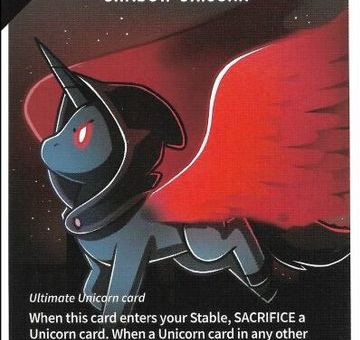 Ultimate Unicorn card
When this card enters your Stable, SACRIFICE a
Unicorn card. When a Unicorn card in any other